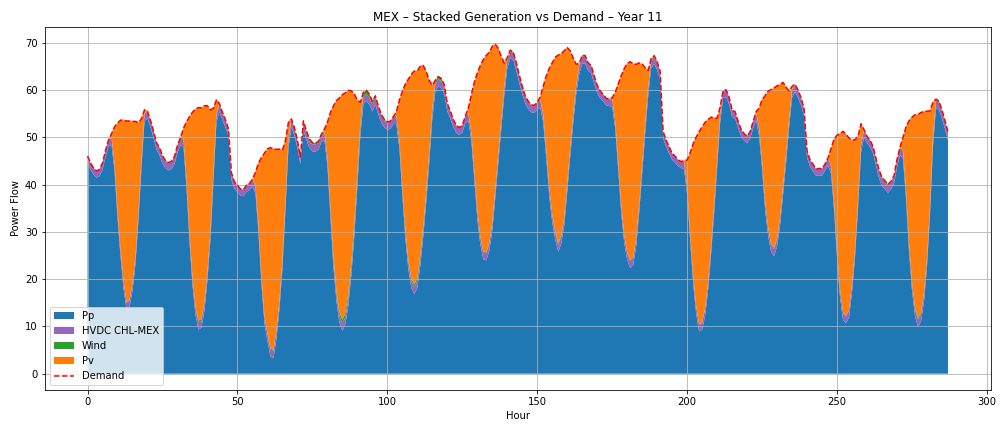 MEX – Stacked Generation vs Demand – Year 11
Power Flow
70
60
50
40
30
20
10
0
Pp
HVDC CHL-MEX
Wind
Pv
Demand
0 50 100 150 200 250 300
Hour